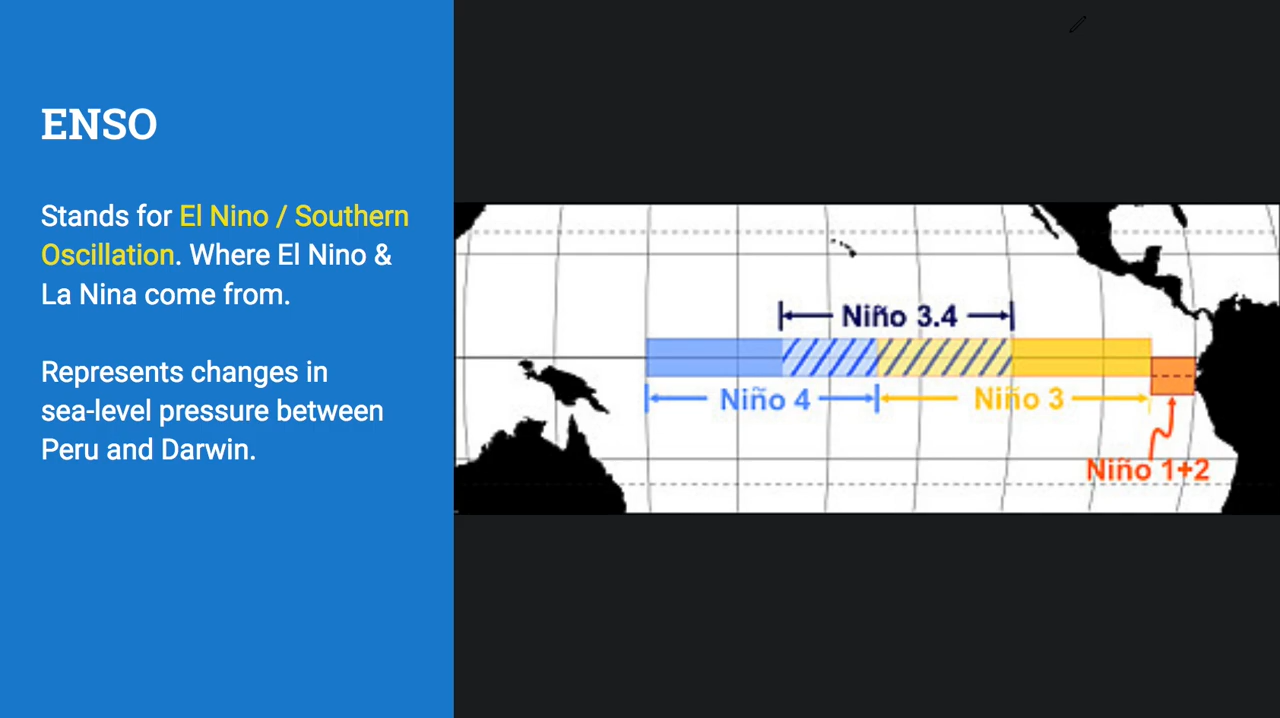 ENSO
Stands for El Nino / Southern
Oscillation. Where El Nino &
La Nina come from.
Represents changes in
sea-level pressure between
Peru and Darwin.
Niño 3.4
Niño 4
Niño 3
Niño 1+2